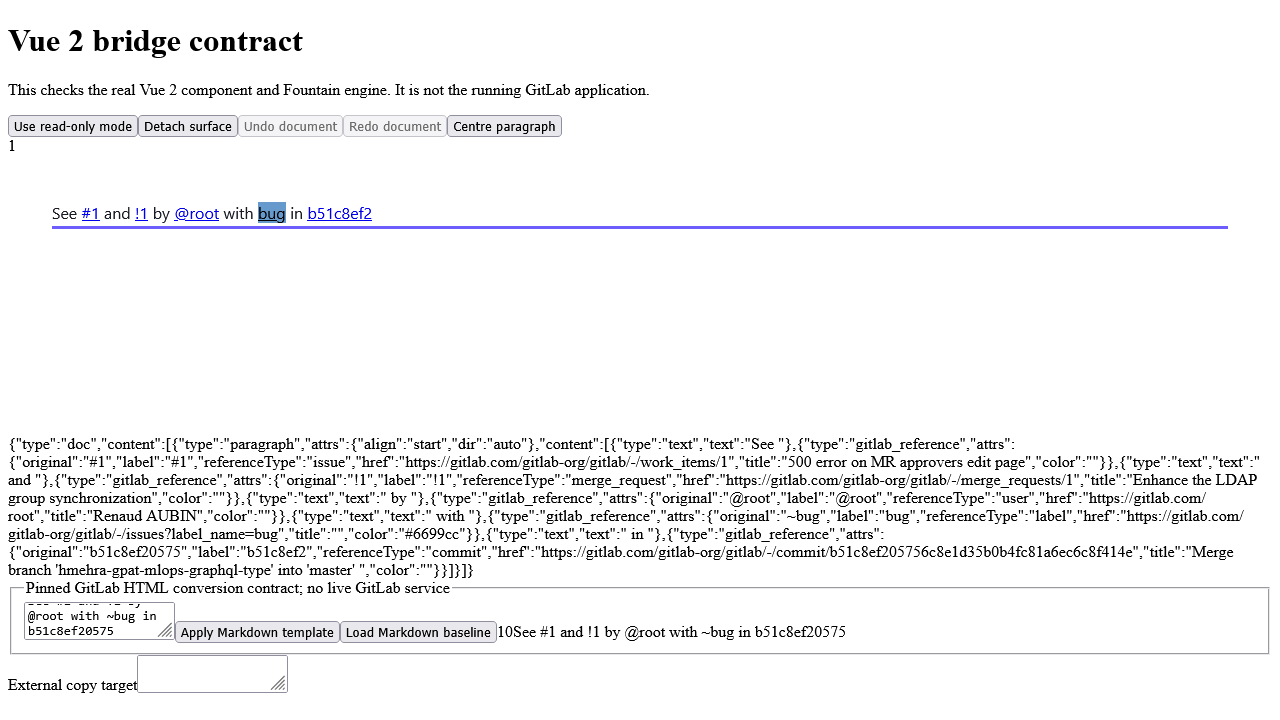 Vue 2 bridge contract
This checks the real Vue 2 component and Fountain engine. It is not the running GitLab application.
Use read-only mode Detach surface Undo document Redo document Centre paragraph
1
See #1 and !1 by @root with bug in b51c8ef2
{"type":"doc","content":[{"type":"paragraph","attrs":{"align":"start","dir":"auto"},"content":[{"type":"text","text":"See "},{"type":"gitlab_reference","attrs":
{"original":"#1","label":"#1","referenceType":"issue","href":"https://gitlab.com/gitlab-org/gitlab/-/work_items/1","title":"500 error on MR approvers edit page","color":""}},{"type":"text","text":"
and "},{"type":"gitlab_reference","attrs":{"original":"!1","label":"!1","referenceType":"merge_request","href":"https://gitlab.com/gitlab-org/gitlab/-/merge_requests/1","title":"Enhance the LDAP
group synchronization","color":""}},{"type":"text","text":" by "},{"type":"gitlab_reference","attrs":{"original":"@root","label":"@root","referenceType":"user","href":"https://gitlab.com/
root","title":"Renaud AUBIN","color":""}},{"type":"text","text":" with "},{"type":"gitlab_reference","attrs":{"original":"~bug","label":"bug","referenceType":"label","href":"https://gitlab.com/
gitlab-org/gitlab/-/issues?label_name=bug","title":"","color":"#6699cc"}},{"type":"text","text":" in "},{"type":"gitlab_reference","attrs":
{"original":"b51c8ef20575","label":"b51c8ef2","referenceType":"commit","href":"https://gitlab.com/gitlab-org/gitlab/-/commit/b51c8ef205756c8e1d35b0b4fc81a6ec6c8f414e","title":"Merge
branch 'hmehra-gpat-mlops-graphql-type' into 'master' ","color":""}}]}]}
Pinned GitLab HTML conversion contract; no live GitLab service
@root with ~bug in
b51c8ef20575
Apply Markdown template Load Markdown baseline 10See #1 and !1 by @root with ~bug in b51c8ef20575
External copy target